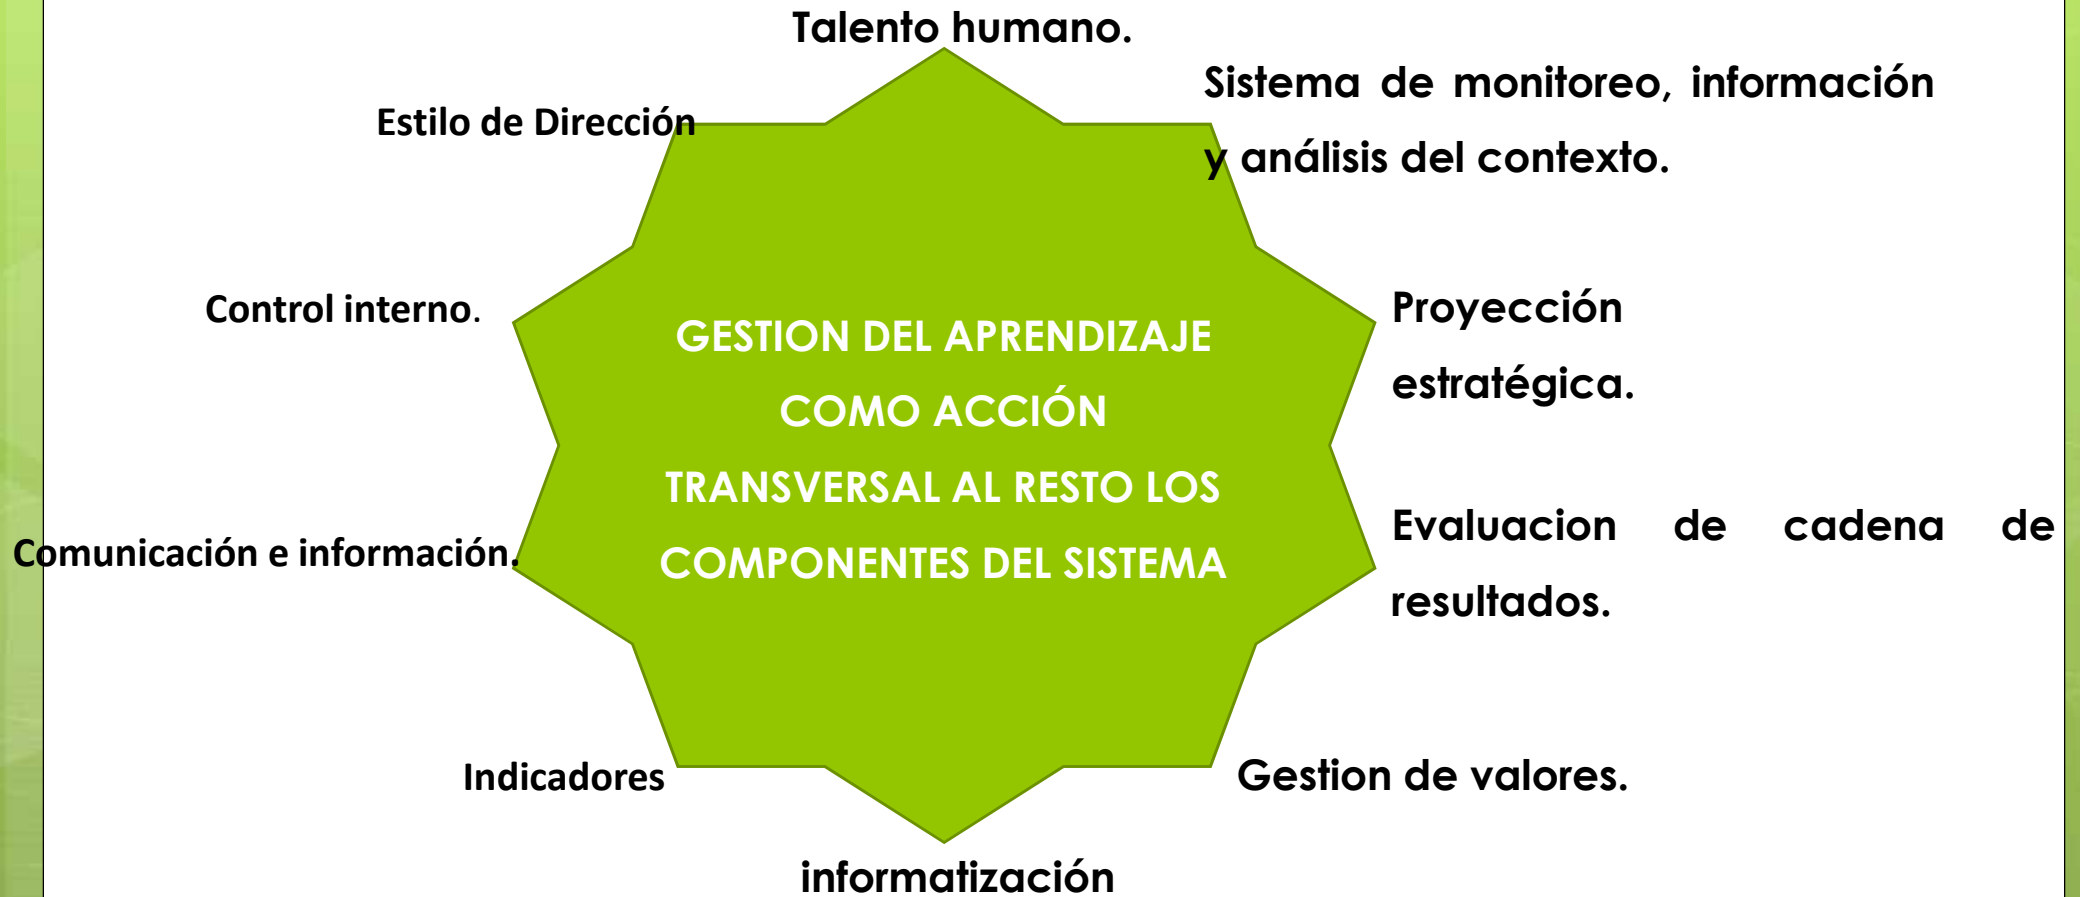 Talento humano.
Sistema de monitoreo, información
y análisis del contexto.
Estilo de Dirección
Control interno.
Proyección
estratégica.
GESTION DEL APRENDIZAJE
COMO ACCIÓN
TRANSVERSAL AL RESTO LOS
COMPONENTES DEL SISTEMA
Comunicación e información.
Evaluacion de cadena de
resultados.
Indicadores
Gestion de valores.
informatización